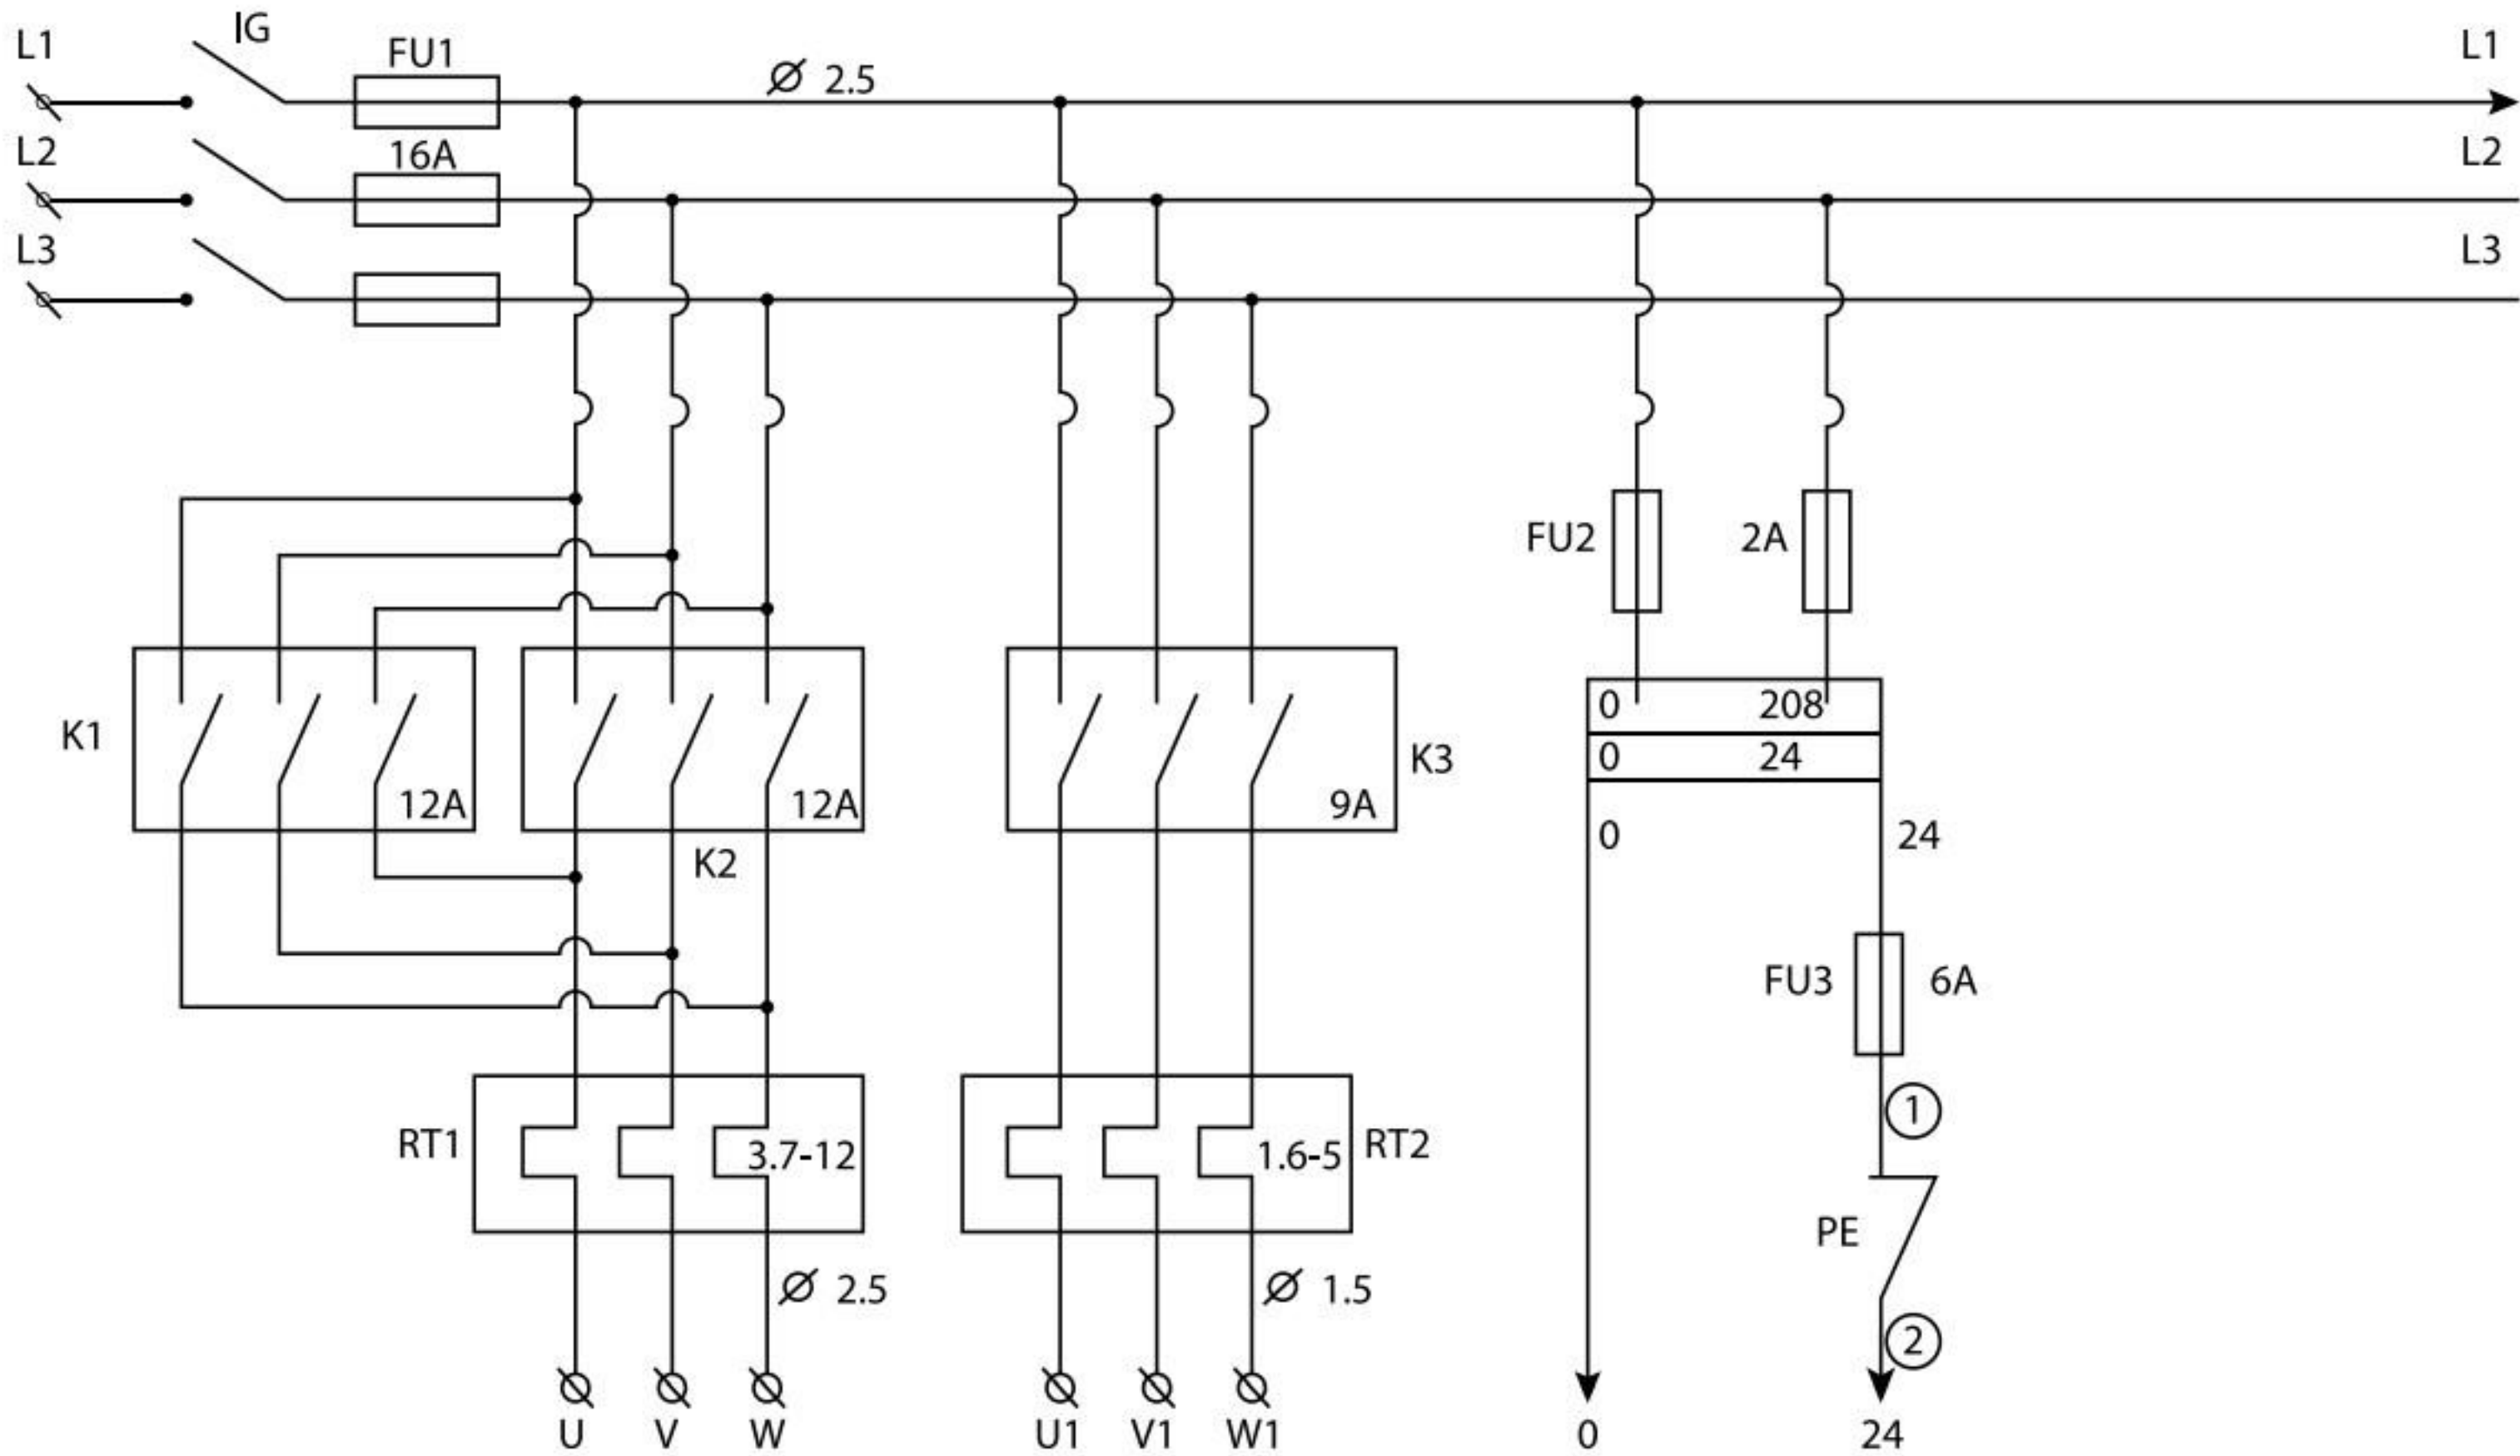 IG
L1
FU1
⌀ 2.5
L1
L2
16A
L2
L3
L3
FU2
2A
K1
12A
12A
K2
9A
K3
0 208
0 24
0
24
FU3
6A
1
RT1
3.7-12
1.6-5
RT2
PE
⌀ 2.5
⌀ 1.5
2
U
V
W
U1
V1
W1
0
24